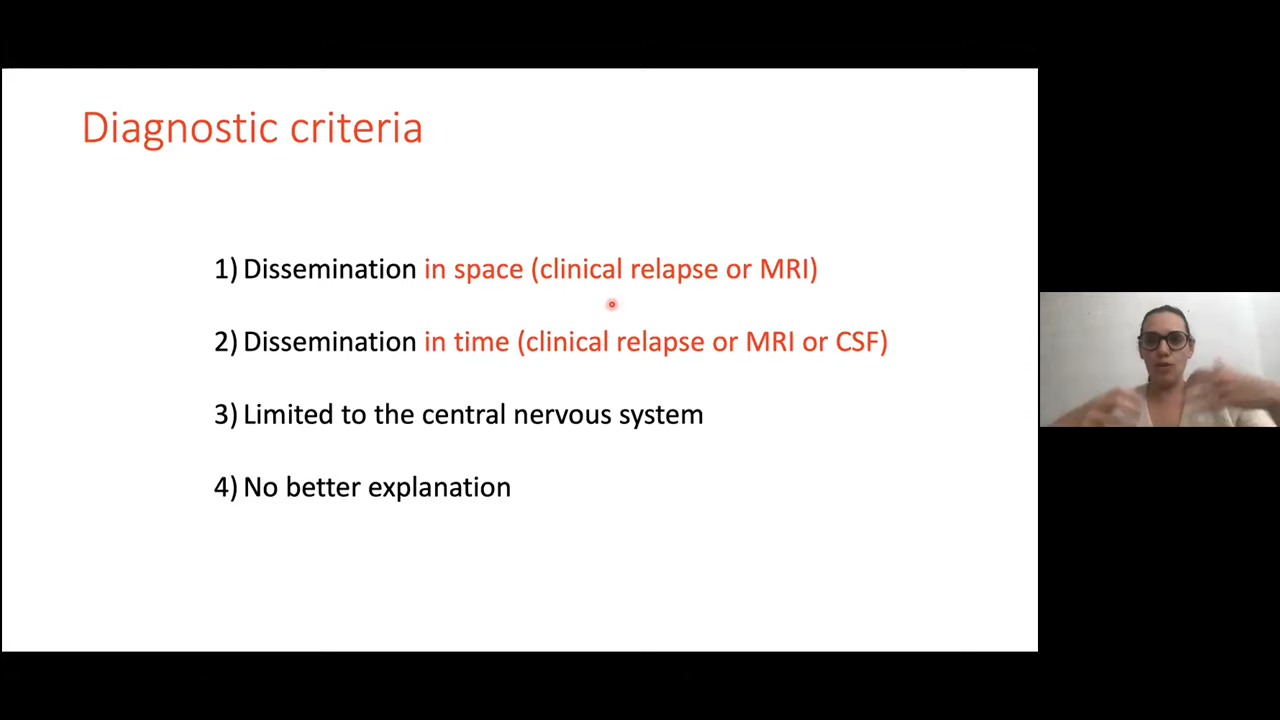 Diagnostic criteria
1) Dissemination in space (clinical relapse or MRI)
2) Dissemination in time (clinical relapse or MRI or CSF)
3) Limited to the central nervous system
4) No better explanation